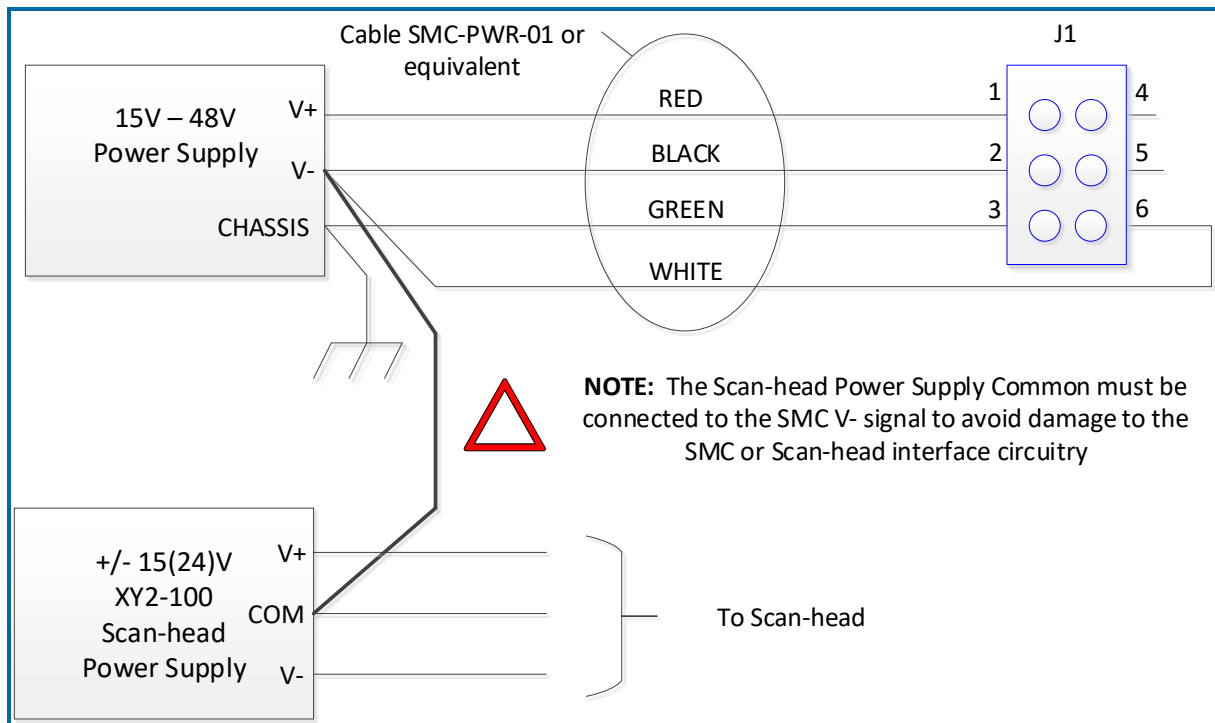 Cable SMC-PWR-01 or
equivalent
J1
15V – 48V
Power Supply
V+
V-
CHASSIS
RED
BLACK
GREEN
WHITE
1
4
2
5
3
6
NOTE: The Scan-head Power Supply Common must be
connected to the SMC V- signal to avoid damage to the
SMC or Scan-head interface circuitry
+/- 15(24)V
XY2-100
Scan-head
Power Supply
V+
COM
V-
To Scan-head